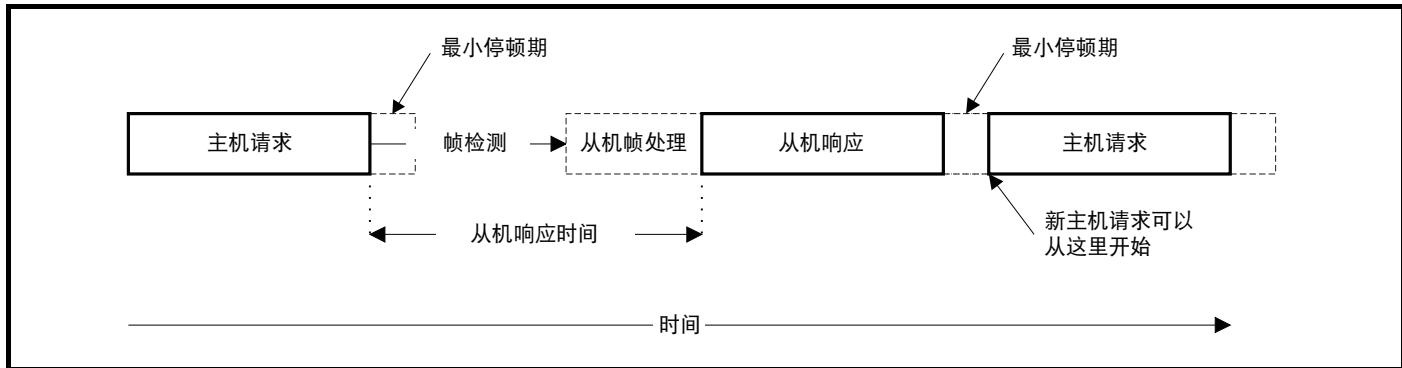 最小停顿期
最小停顿期
主机请求
帧检测
从机帧处理
从机响应
主机请求
从机响应时间
新主机请求可以
从这里开始
时间